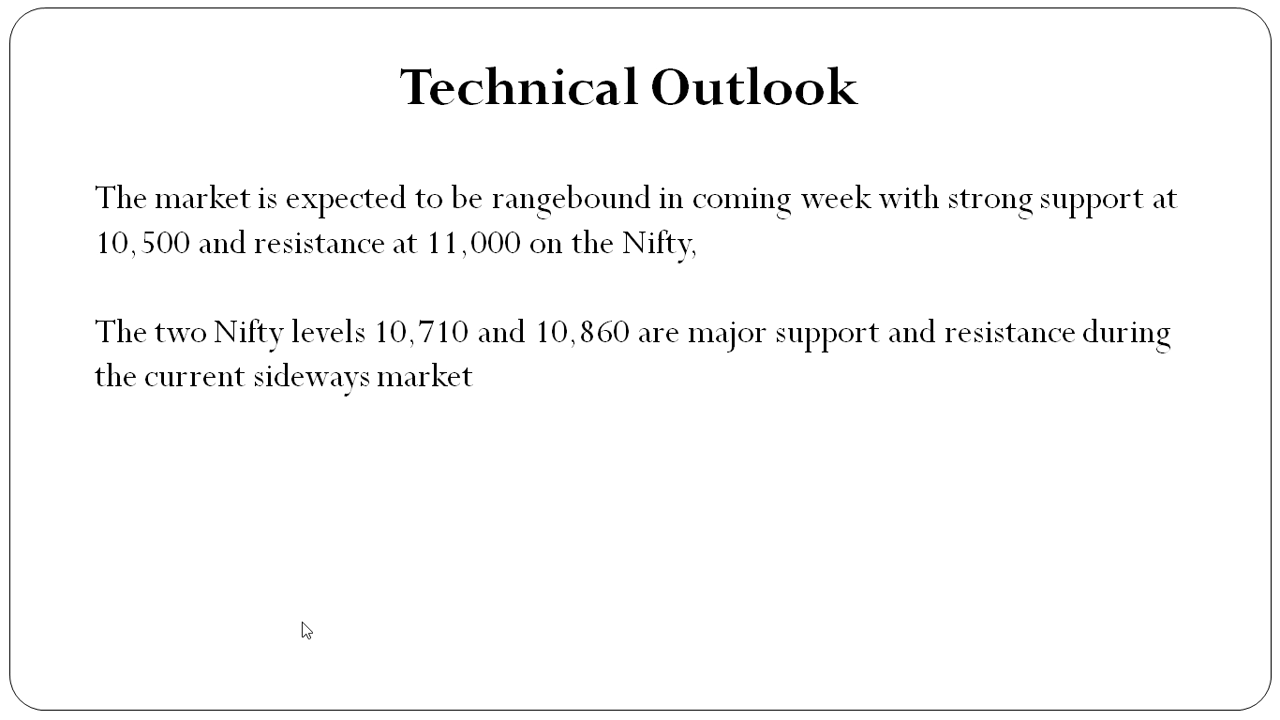 Technical Outlook
The market is expected to be rangebound in coming week with strong support at
10,500 and resistance at 11,000 on the Nifty,
The two Nifty levels 10,710 and 10,860 are major support and resistance during
the current sideways market